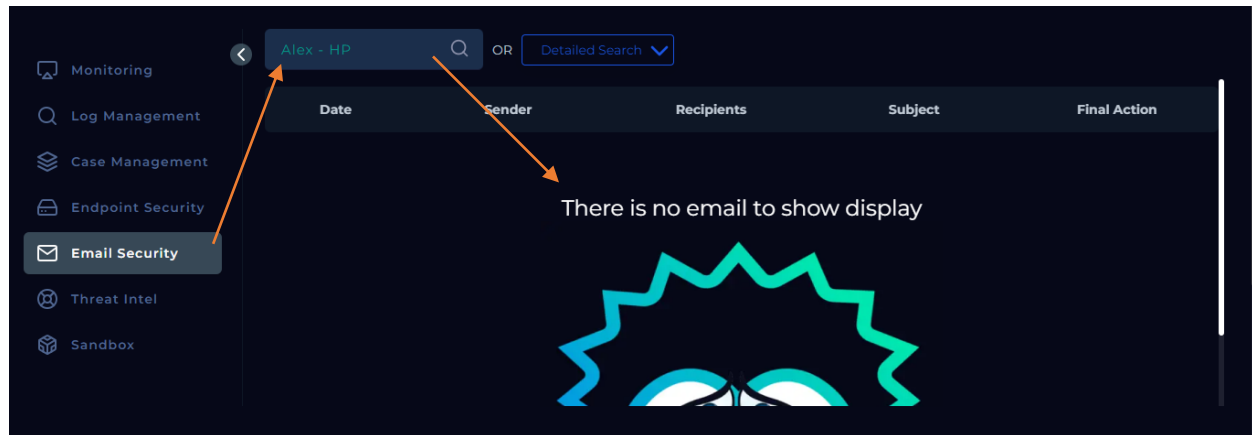 Alex - HP
OR
Detailed Search
Monitoring
Log Management
Case Management
Endpoint Security
Email Security
Threat Intel
Sandbox
Date Sender Recipients Subject Final Action
There is no email to show display